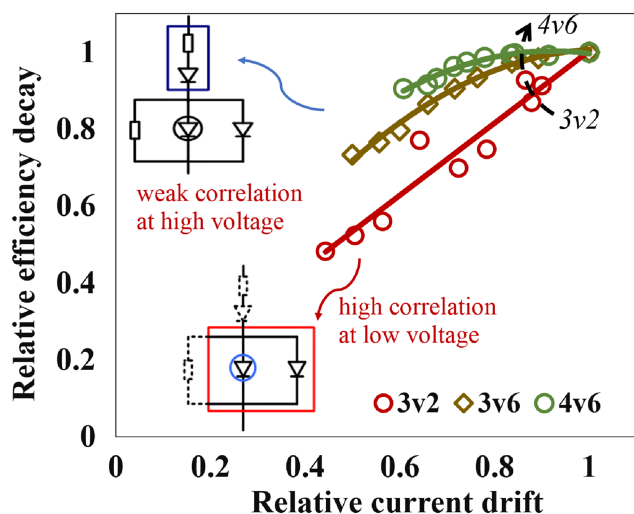 Relative efficiency decay
1
0.8
0.6
0.4
0.2
0
weak correlation
at high voltage
4v6
3v2
high correlation
at low voltage
3v2
3v6
4v6
0
0.2
0.4
0.6
0.8
1
Relative current drift